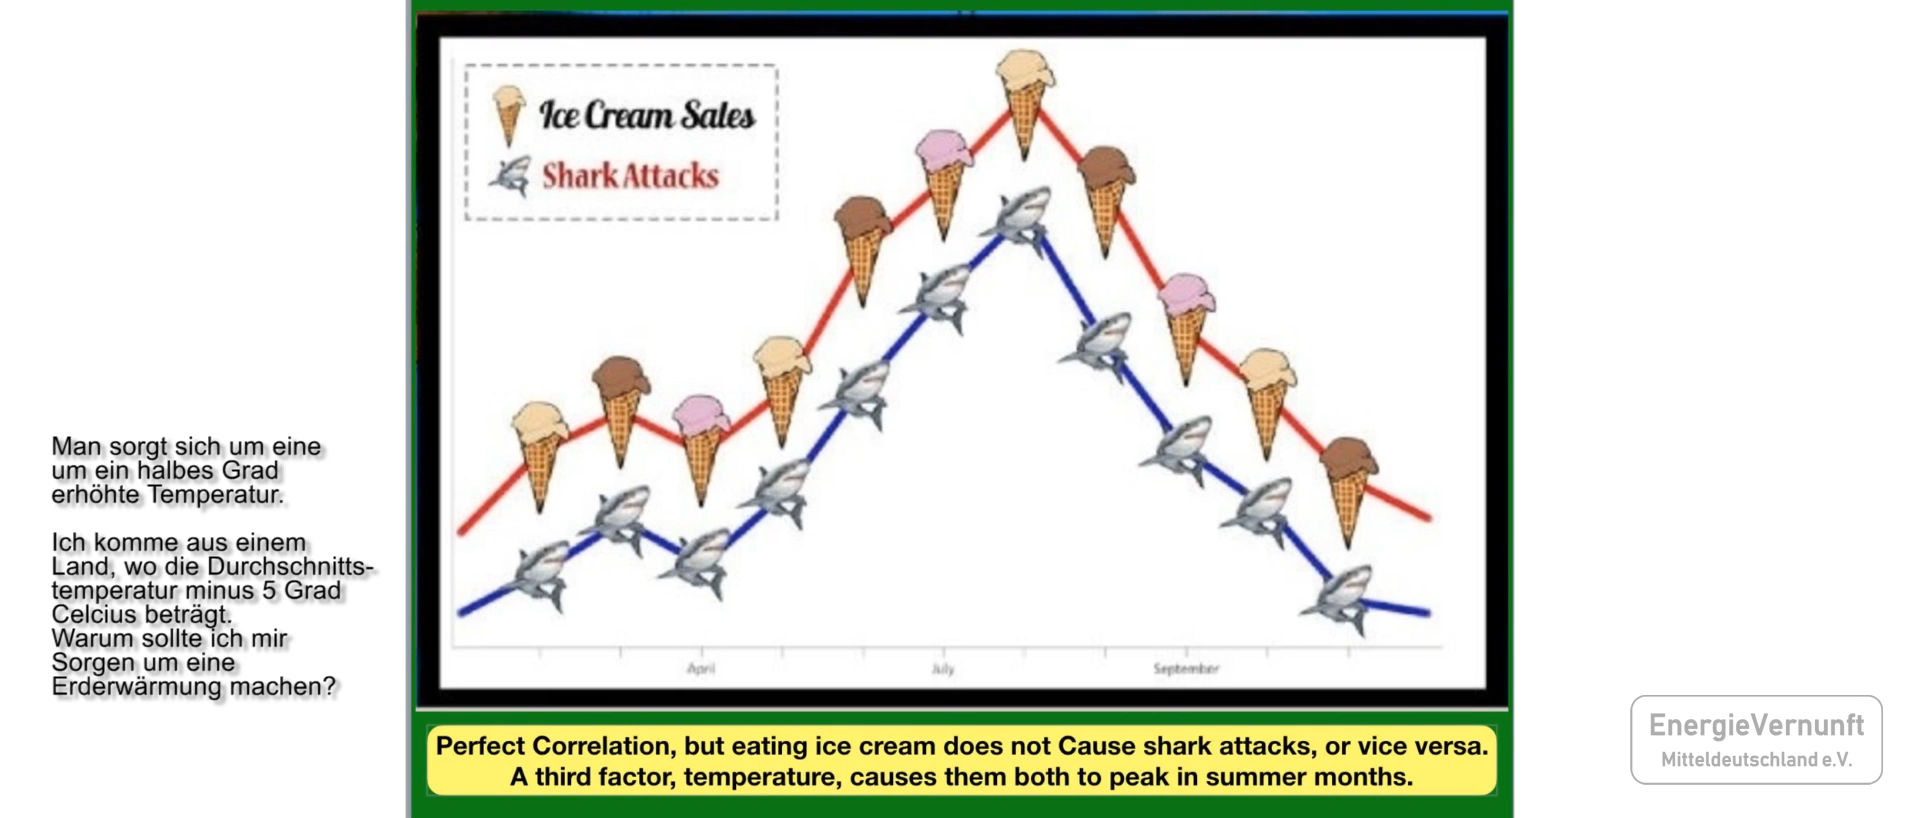 Ice Cream Sales
Shark Attacks
April July September
Perfect Correlation, but eating ice cream does not Cause shark attacks, or vice versa.
A third factor, temperature, causes them both to peak in summer months.
Man sorgt sich um eine
um ein halbes Grad
erhöhte Temperatur.
Ich komme aus einem
Land, wo die Durchschnitts-
temperatur minus 5 Grad
Celcius beträgt.
Warum sollte ich mir
Sorgen um eine
Erderwärmung machen?
EnergieVernunft
Mitteldeutschland e.V.